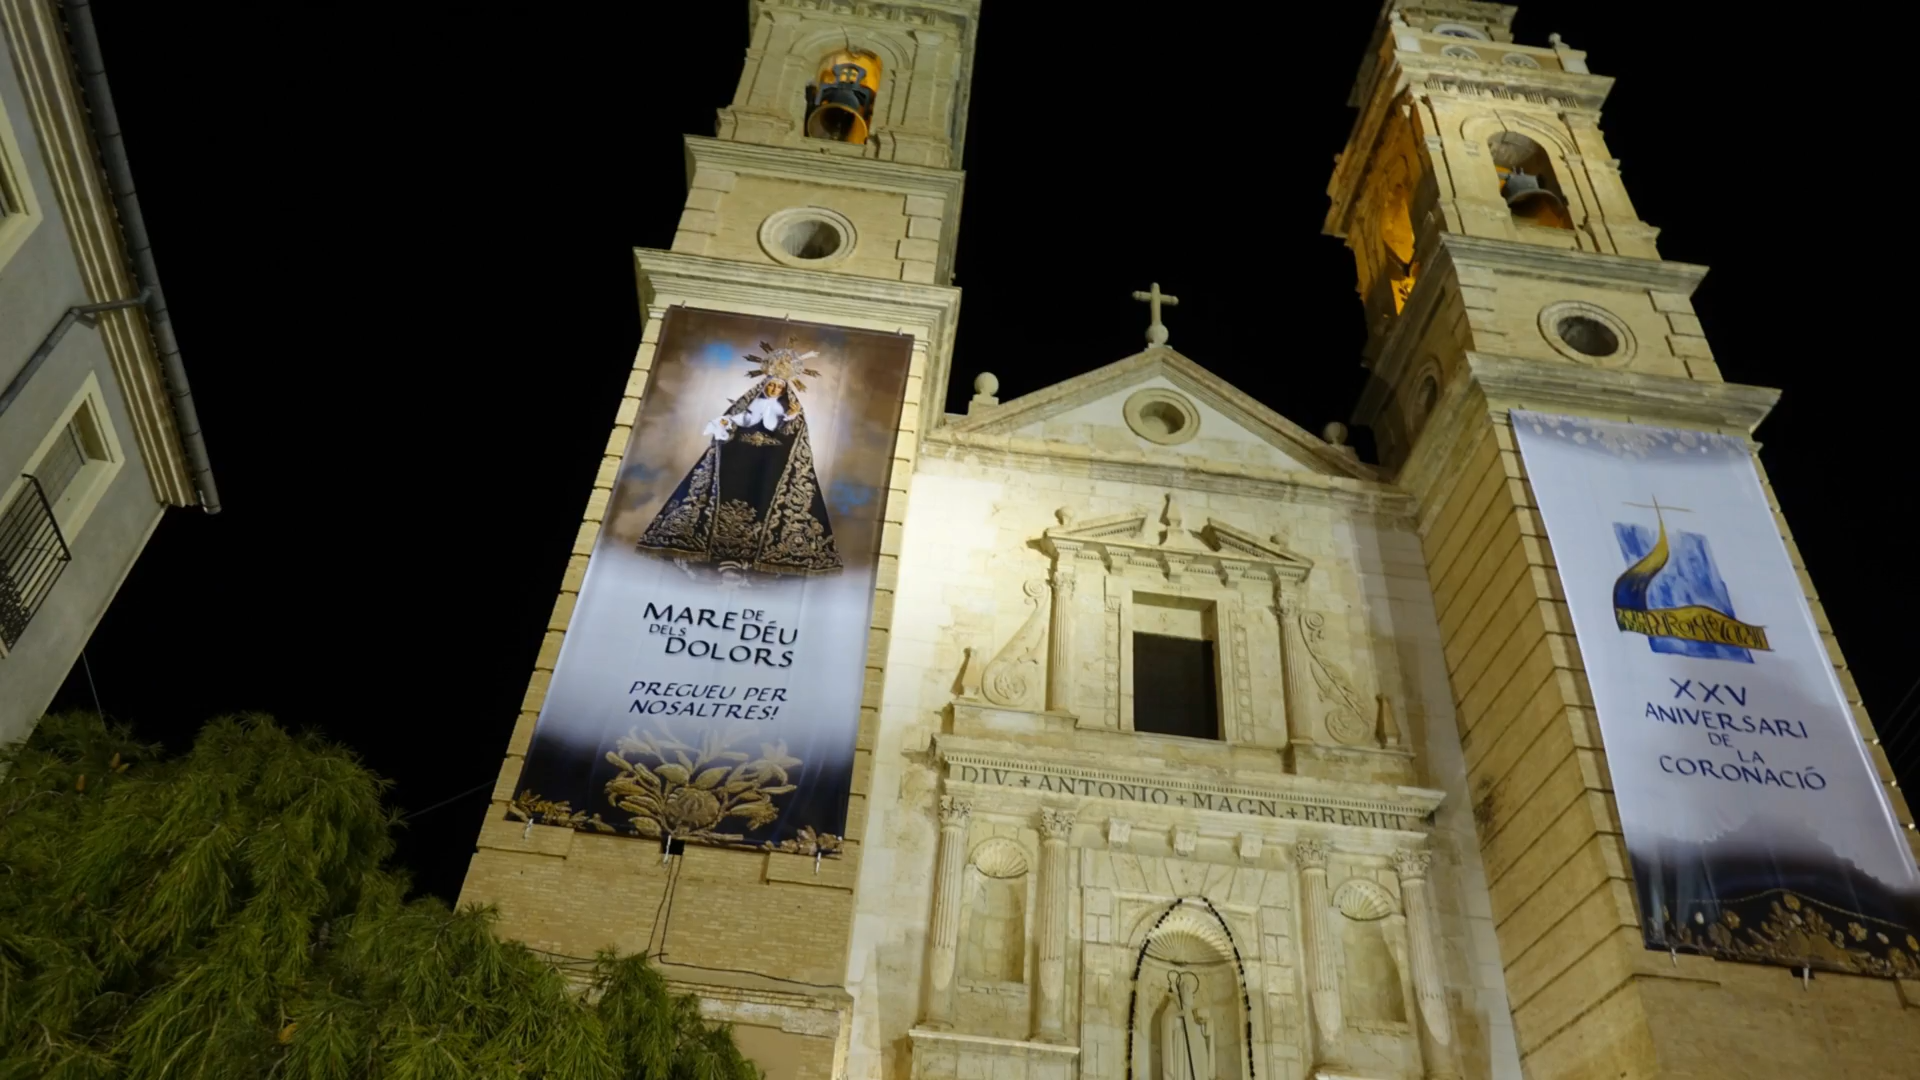 MARE DE
DELS DÉU
DOLORS
PREGUEU PER
NOSALTRES!
DIV.+ANTONIO+MAGN.+EREMIT
XXV
ANIVERSARI
DE
LA
CORONACIÓ